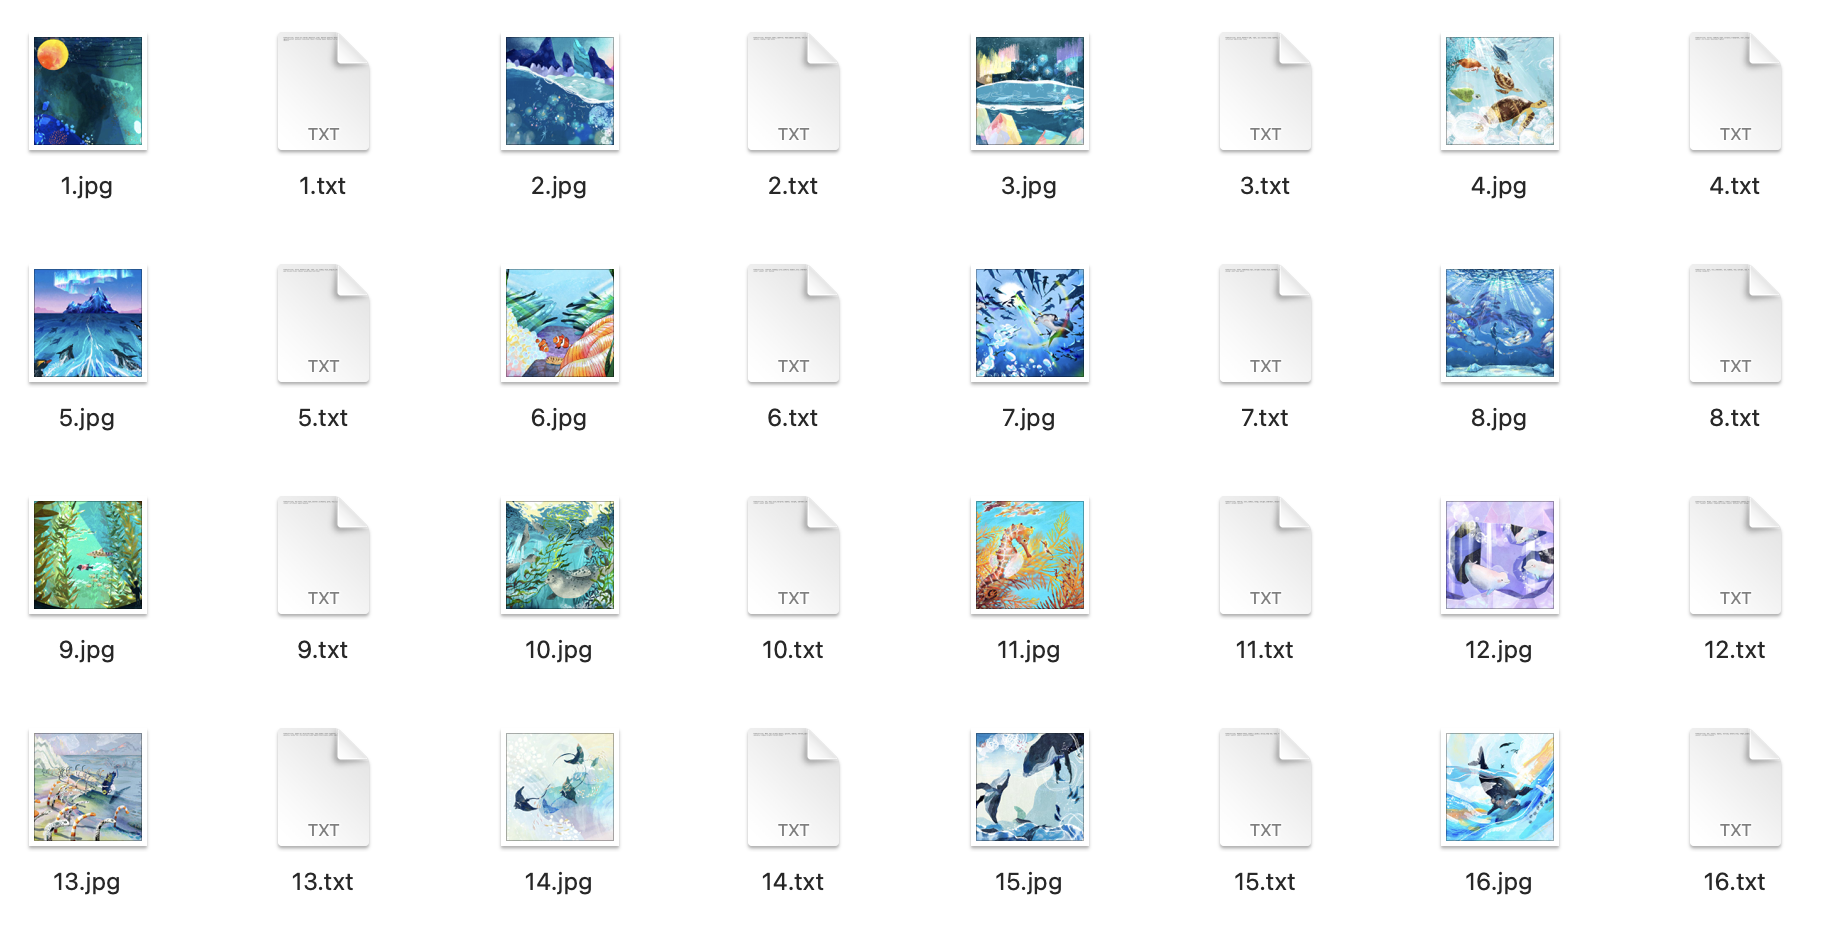 TXT TXT TXT TXT
1.jpg 1.txt 2.jpg 2.txt 3.jpg 3.txt 4.jpg 4.txt
TXT TXT TXT TXT
5.jpg 5.txt 6.jpg 6.txt 7.jpg 7.txt 8.jpg 8.txt
TXT TXT TXT TXT
9.jpg 9.txt 10.jpg 10.txt 11.jpg 11.txt 12.jpg 12.txt
TXT TXT TXT TXT
13.jpg 13.txt 14.jpg 14.txt 15.jpg 15.txt 16.jpg 16.txt